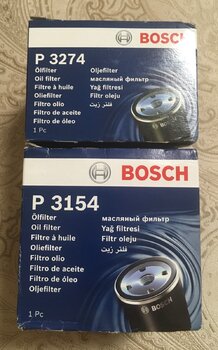 BOSCH
P 3274
Ölfilter
Oil filter
Filtre à huile
Oliefilter
Filtro olio
Filtro de aceite
Filtro de óleo
Oljefilter
масляный фильтр
Yağ filtresi
Filtr oleju
فلتر زيت
1 Pc
BOSCH
P 3154
Ölfilter
Oil filter
Filtre à huile
Oliefilter
Filtro olio
Filtro de aceite
Filtro de óleo
Oljefilter
масляный фильтр
Yağ filtresi
Filtr oleju
فلتر زيت
1 Pc